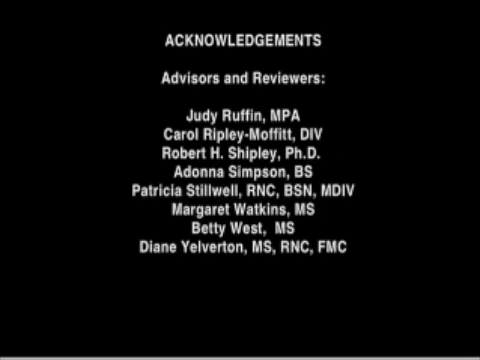 ACKNOWLEDGEMENTS
Advisors and Reviewers:
Judy Ruffin, MPA
Carol Ripley-Moffitt, DIV
Robert H. Shipley, Ph.D.
Adonna Simpson, BS
Patricia Stillwell, RNC, BSN, MDIV
Margaret Watkins, MS
Betty West,  MS
Diane Yelverton, MS, RNC, FMC